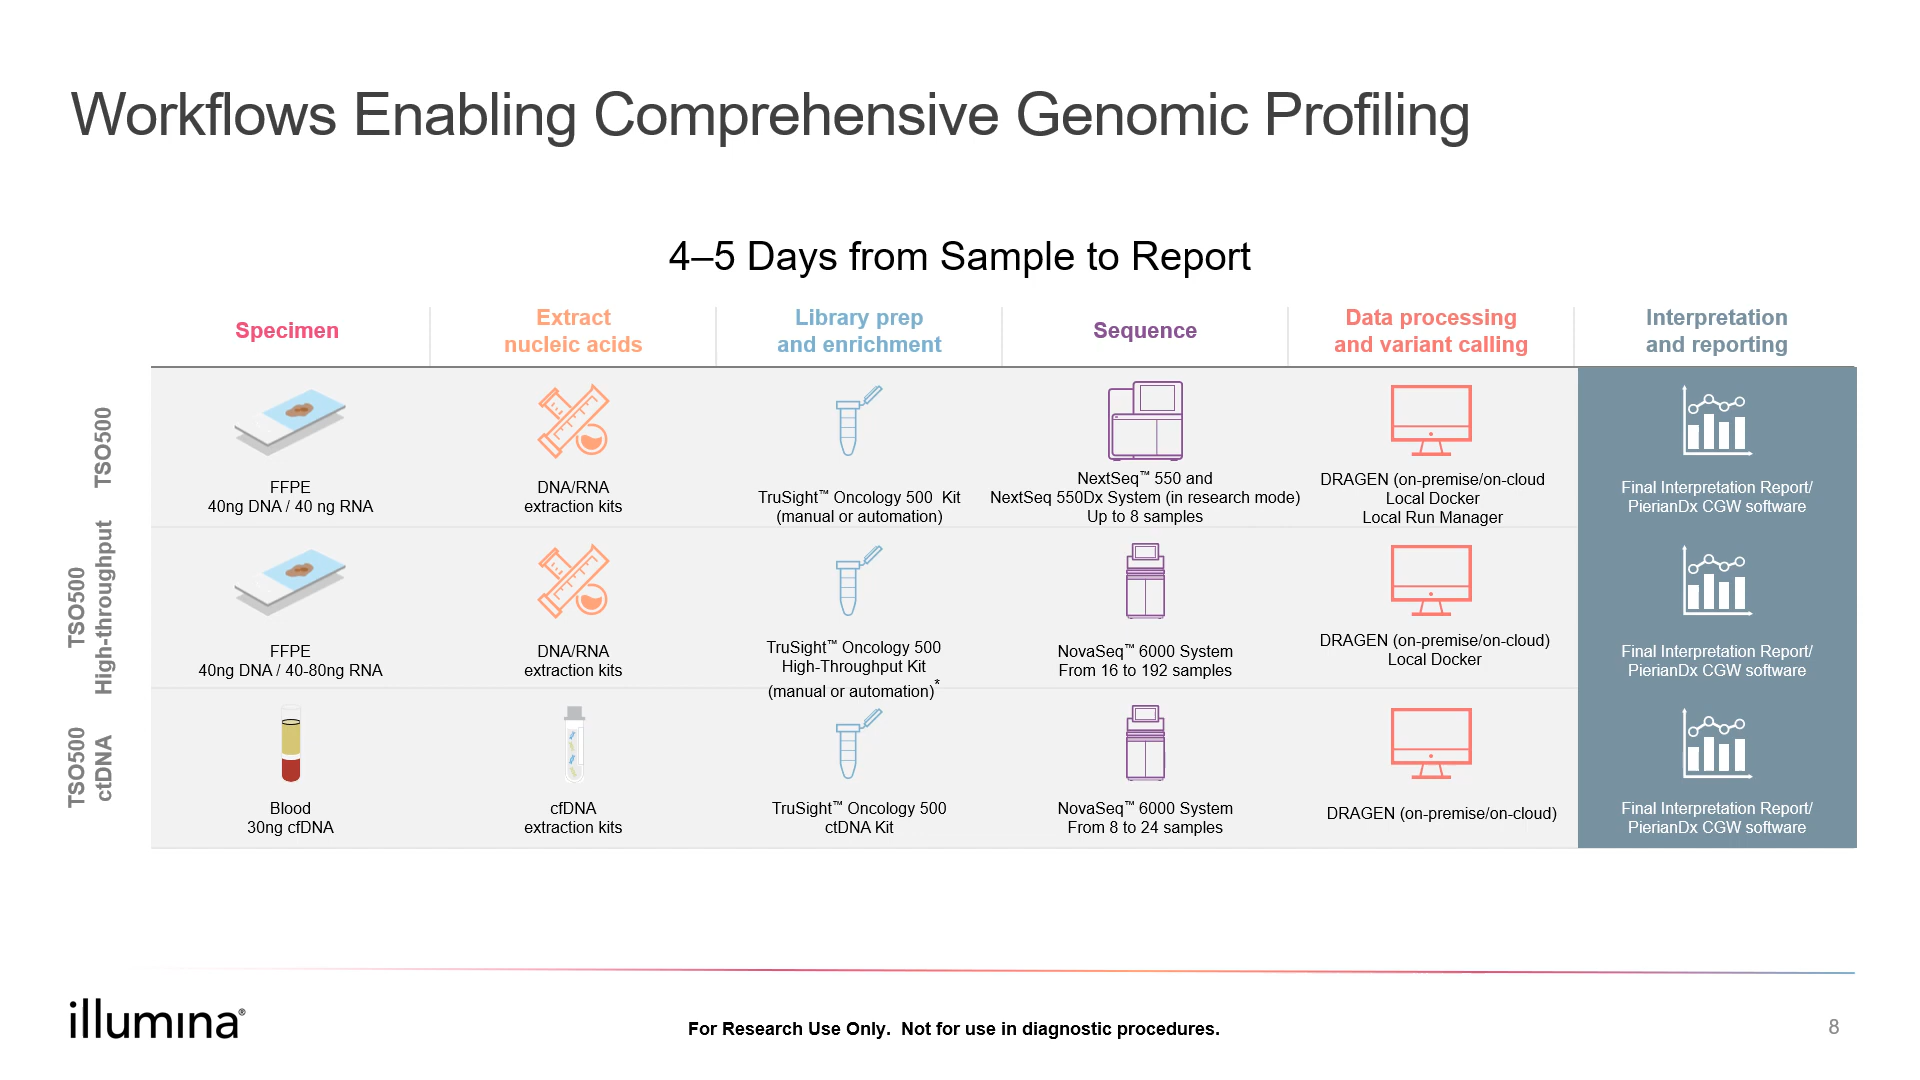 Workflows Enabling Comprehensive Genomic Profiling
4–5 Days from Sample to Report
Specimen
Extract
nucleic acids
Library prep
and enrichment
Sequence
Data processing
and variant calling
Interpretation
and reporting
TSO500
FFPE
40ng DNA / 40 ng RNA
DNA/RNA
extraction kits
TruSight™ Oncology 500  Kit
(manual or automation)
NextSeq™ 550 and
NextSeq 550Dx System (in research mode)
Up to 8 samples
DRAGEN (on-premise/on-cloud
Local Docker
Local Run Manager
Final Interpretation Report/
PierianDx CGW software
TSO500
High-throughput
FFPE
40ng DNA / 40-80ng RNA
DNA/RNA
extraction kits
TruSight™ Oncology 500
High-Throughput Kit
(manual or automation)*
NovaSeq™ 6000 System
From 16 to 192 samples
DRAGEN (on-premise/on-cloud)
Local Docker
Final Interpretation Report/
PierianDx CGW software
TSO500
ctDNA
Blood
30ng cfDNA
cfDNA
extraction kits
TruSight™ Oncology 500
ctDNA Kit
NovaSeq™ 6000 System
From 8 to 24 samples
DRAGEN (on-premise/on-cloud)
Final Interpretation Report/
PierianDx CGW software
illumina®
For Research Use Only.  Not for use in diagnostic procedures.
8